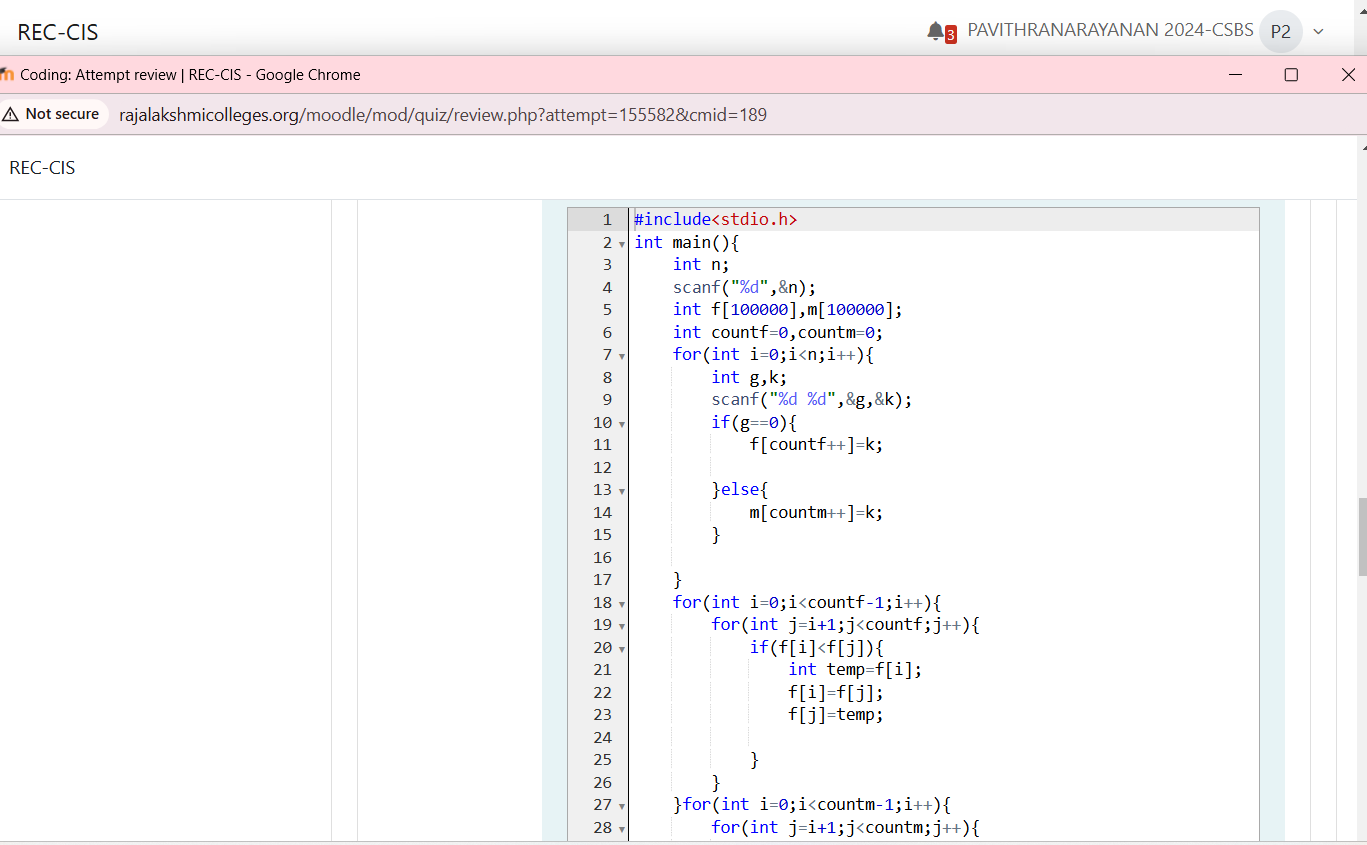 REC-CIS
3 PAVITHRANARAYANAN 2024-CSBS P2
Coding: Attempt review | REC-CIS - Google Chrome
Not secure rajalakshmicolleges.org/moodle/mod/quiz/review.php?attempt=155582&cmid=189
REC-CIS
1 #include<stdio.h>
2 int main(){
3     int n;
4     scanf("%d",&n);
5     int f[100000],m[100000];
6     int countf=0,countm=0;
7     for(int i=0;i<n;i++){
8         int g,k;
9         scanf("%d %d",&g,&k);
10         if(g==0){
11             f[countf++]=k;
12
13         }else{
14             m[countm++]=k;
15         }
16
17     }
18     for(int i=0;i<countf-1;i++){
19         for(int j=i+1;j<countf;j++){
20             if(f[i]<f[j]){
21                 int temp=f[i];
22                 f[i]=f[j];
23                 f[j]=temp;
24
25             }
26         }
27     }for(int i=0;i<countm-1;i++){
28         for(int j=i+1;j<countm;j++){